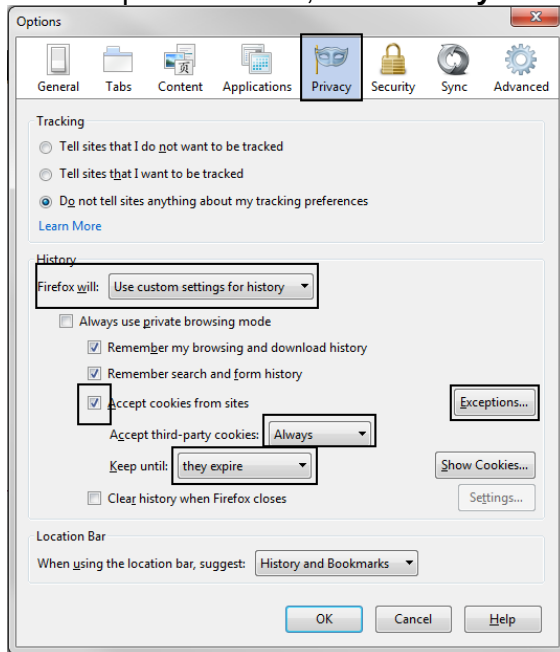 Options
General Tabs Content Applications Privacy Security Sync Advanced
Tracking
Tell sites that I do not want to be tracked
Tell sites that I want to be tracked
Do not tell sites anything about my tracking preferences
Learn More
History
Firefox will: Use custom settings for history
Always use private browsing mode
Remember my browsing and download history
Remember search and form history
Accept cookies from sites Exceptions...
Accept third-party cookies: Always
Keep until: they expire Show Cookies...
Clear history when Firefox closes Settings...
Location Bar
When using the location bar, suggest: History and Bookmarks
OK Cancel Help